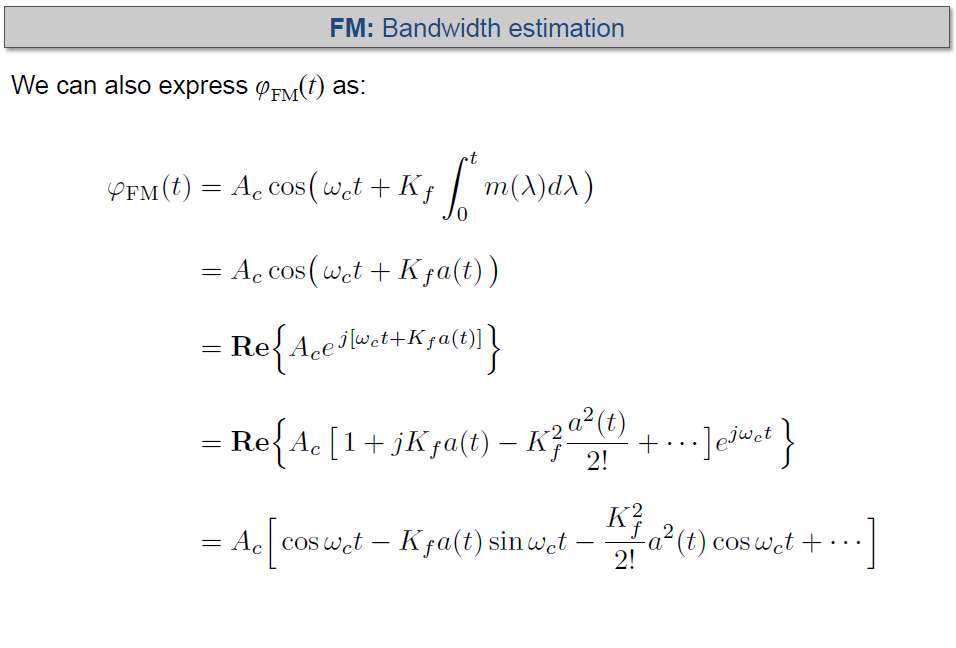 FM: Bandwidth estimation
We can also express φ_FM(t) as:
φ_FM(t) = A_c cos( ω_c t + K_f ∫_0^t m(λ)dλ )
= A_c cos( ω_c t + K_f a(t) )
= Re{ A_c e^{j[ω_c t+K_f a(t)]} }
= Re{ A_c [ 1 + jK_f a(t) − K_f^2 \frac{a^2(t)}{2!} + ⋯ ] e^{jω_c t} }
= A_c [ cos ω_c t − K_f a(t) sin ω_c t − \frac{K_f^2}{2!} a^2(t) cos ω_c t + ⋯ ]